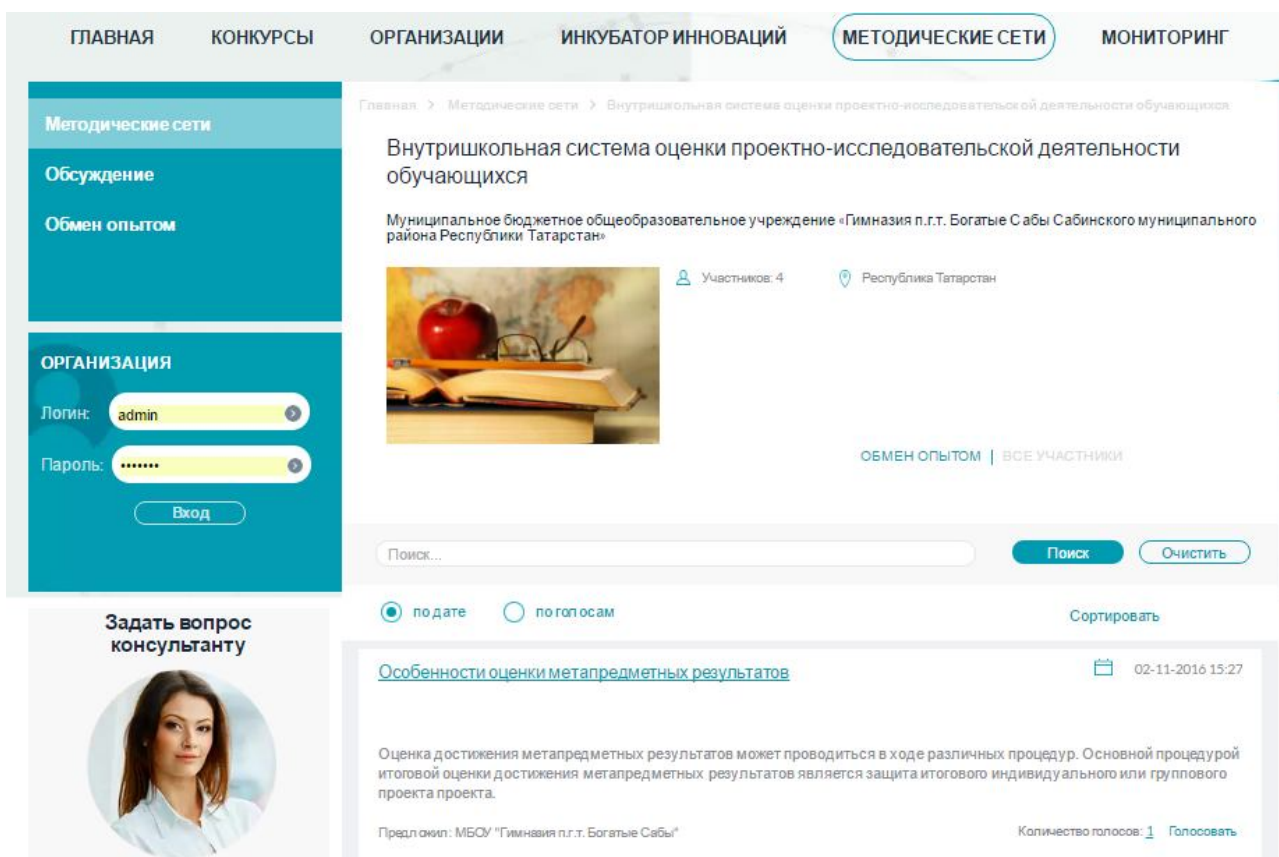 ГЛАВНАЯ КОНКУРСЫ ОРГАНИЗАЦИИ ИНКУБАТОР ИННОВАЦИЙ МЕТОДИЧЕСКИЕ СЕТИ МОНИТОРИНГ
Методические сети
Обсуждение
Обмен опытом
ОРГАНИЗАЦИЯ
Логин: admin
Пароль: •••••••
Вход
Задать вопрос
консультанту
Главная > Методические сети > Внутришкольная система оценки проектно-исследовательской деятельности обучающихся
Внутришкольная система оценки проектно-исследовательской деятельности
обучающихся
Муниципальное бюджетное общеобразовательное учреждение «Гимназия п.г.т. Богатые Сабы Сабинского муниципального
района Республики Татарстан»
Участников: 4 Республика Татарстан
ОБМЕН ОПЫТОМ | ВСЕ УЧАСТНИКИ
Поиск... Поиск Очистить
по дате по голосам Сортировать
Особенности оценки метапредметных результатов 02-11-2016 15:27
Оценка достижения метапредметных результатов может проводиться в ходе различных процедур. Основной процедурой
итоговой оценки достижения метапредметных результатов является защита итогового индивидуального или группового
проекта проекта.
Предложил: МБОУ "Гимназия п.г.т. Богатые Сабы" Количество голосов: 1 Голосовать